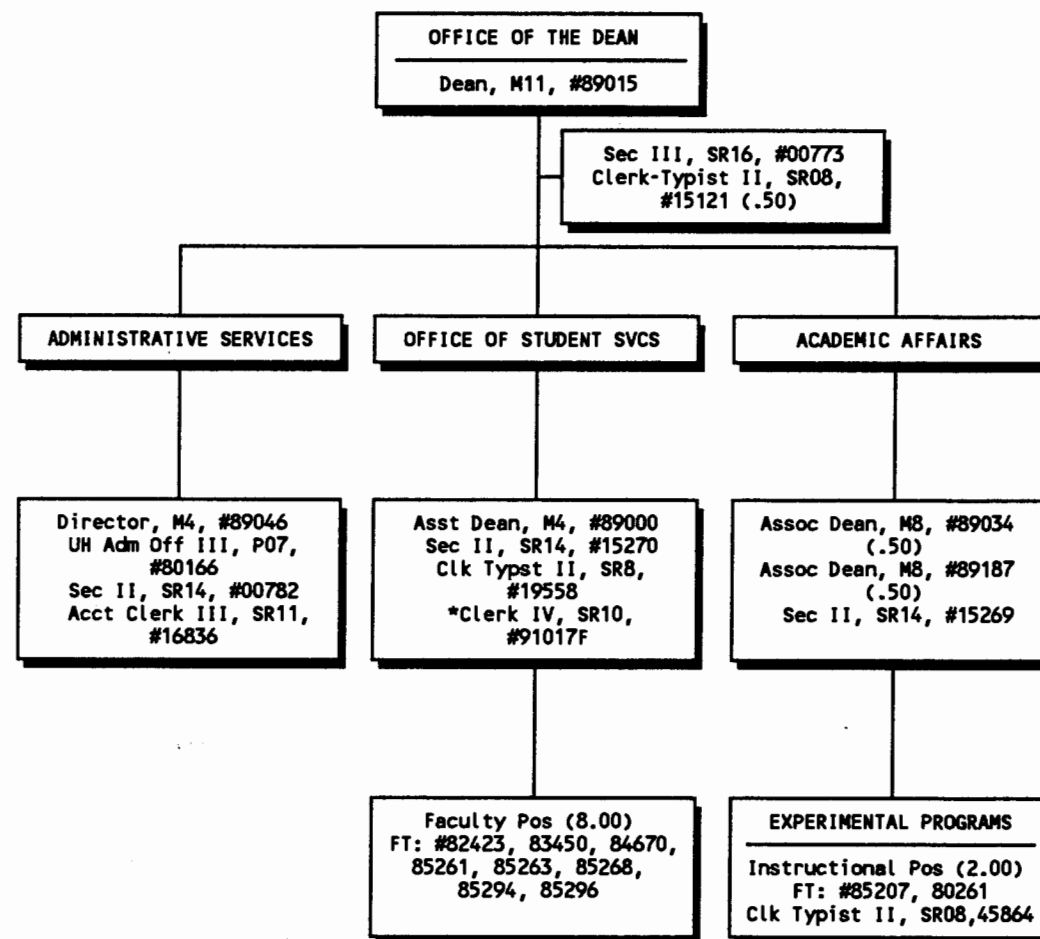 OFFICE OF THE DEAN
Dean, M11, #89015
Sec III, SR16, #00773
Clerk-Typist II, SR08,
#15121 (.50)
ADMINISTRATIVE SERVICES
OFFICE OF STUDENT SVCS
ACADEMIC AFFAIRS
Director, M4, #89046
UH Adm Off III, P07,
#80166
Sec II, SR14, #00782
Acct Clerk III, SR11,
#16836
Asst Dean, M4, #89000
Sec II, SR14, #15270
Clk Typst II, SR8,
#19558
*Clerk IV, SR10,
#91017F
Assoc Dean, M8, #89034
(.50)
Assoc Dean, M8, #89187
(.50)
Sec II, SR14, #15269
Faculty Pos (8.00)
FT: #82423, 83450, 84670,
85261, 85263, 85268,
85294, 85296
EXPERIMENTAL PROGRAMS
Instructional Pos (2.00)
FT: #85207, 80261
Clk Typist II, SR08,45864